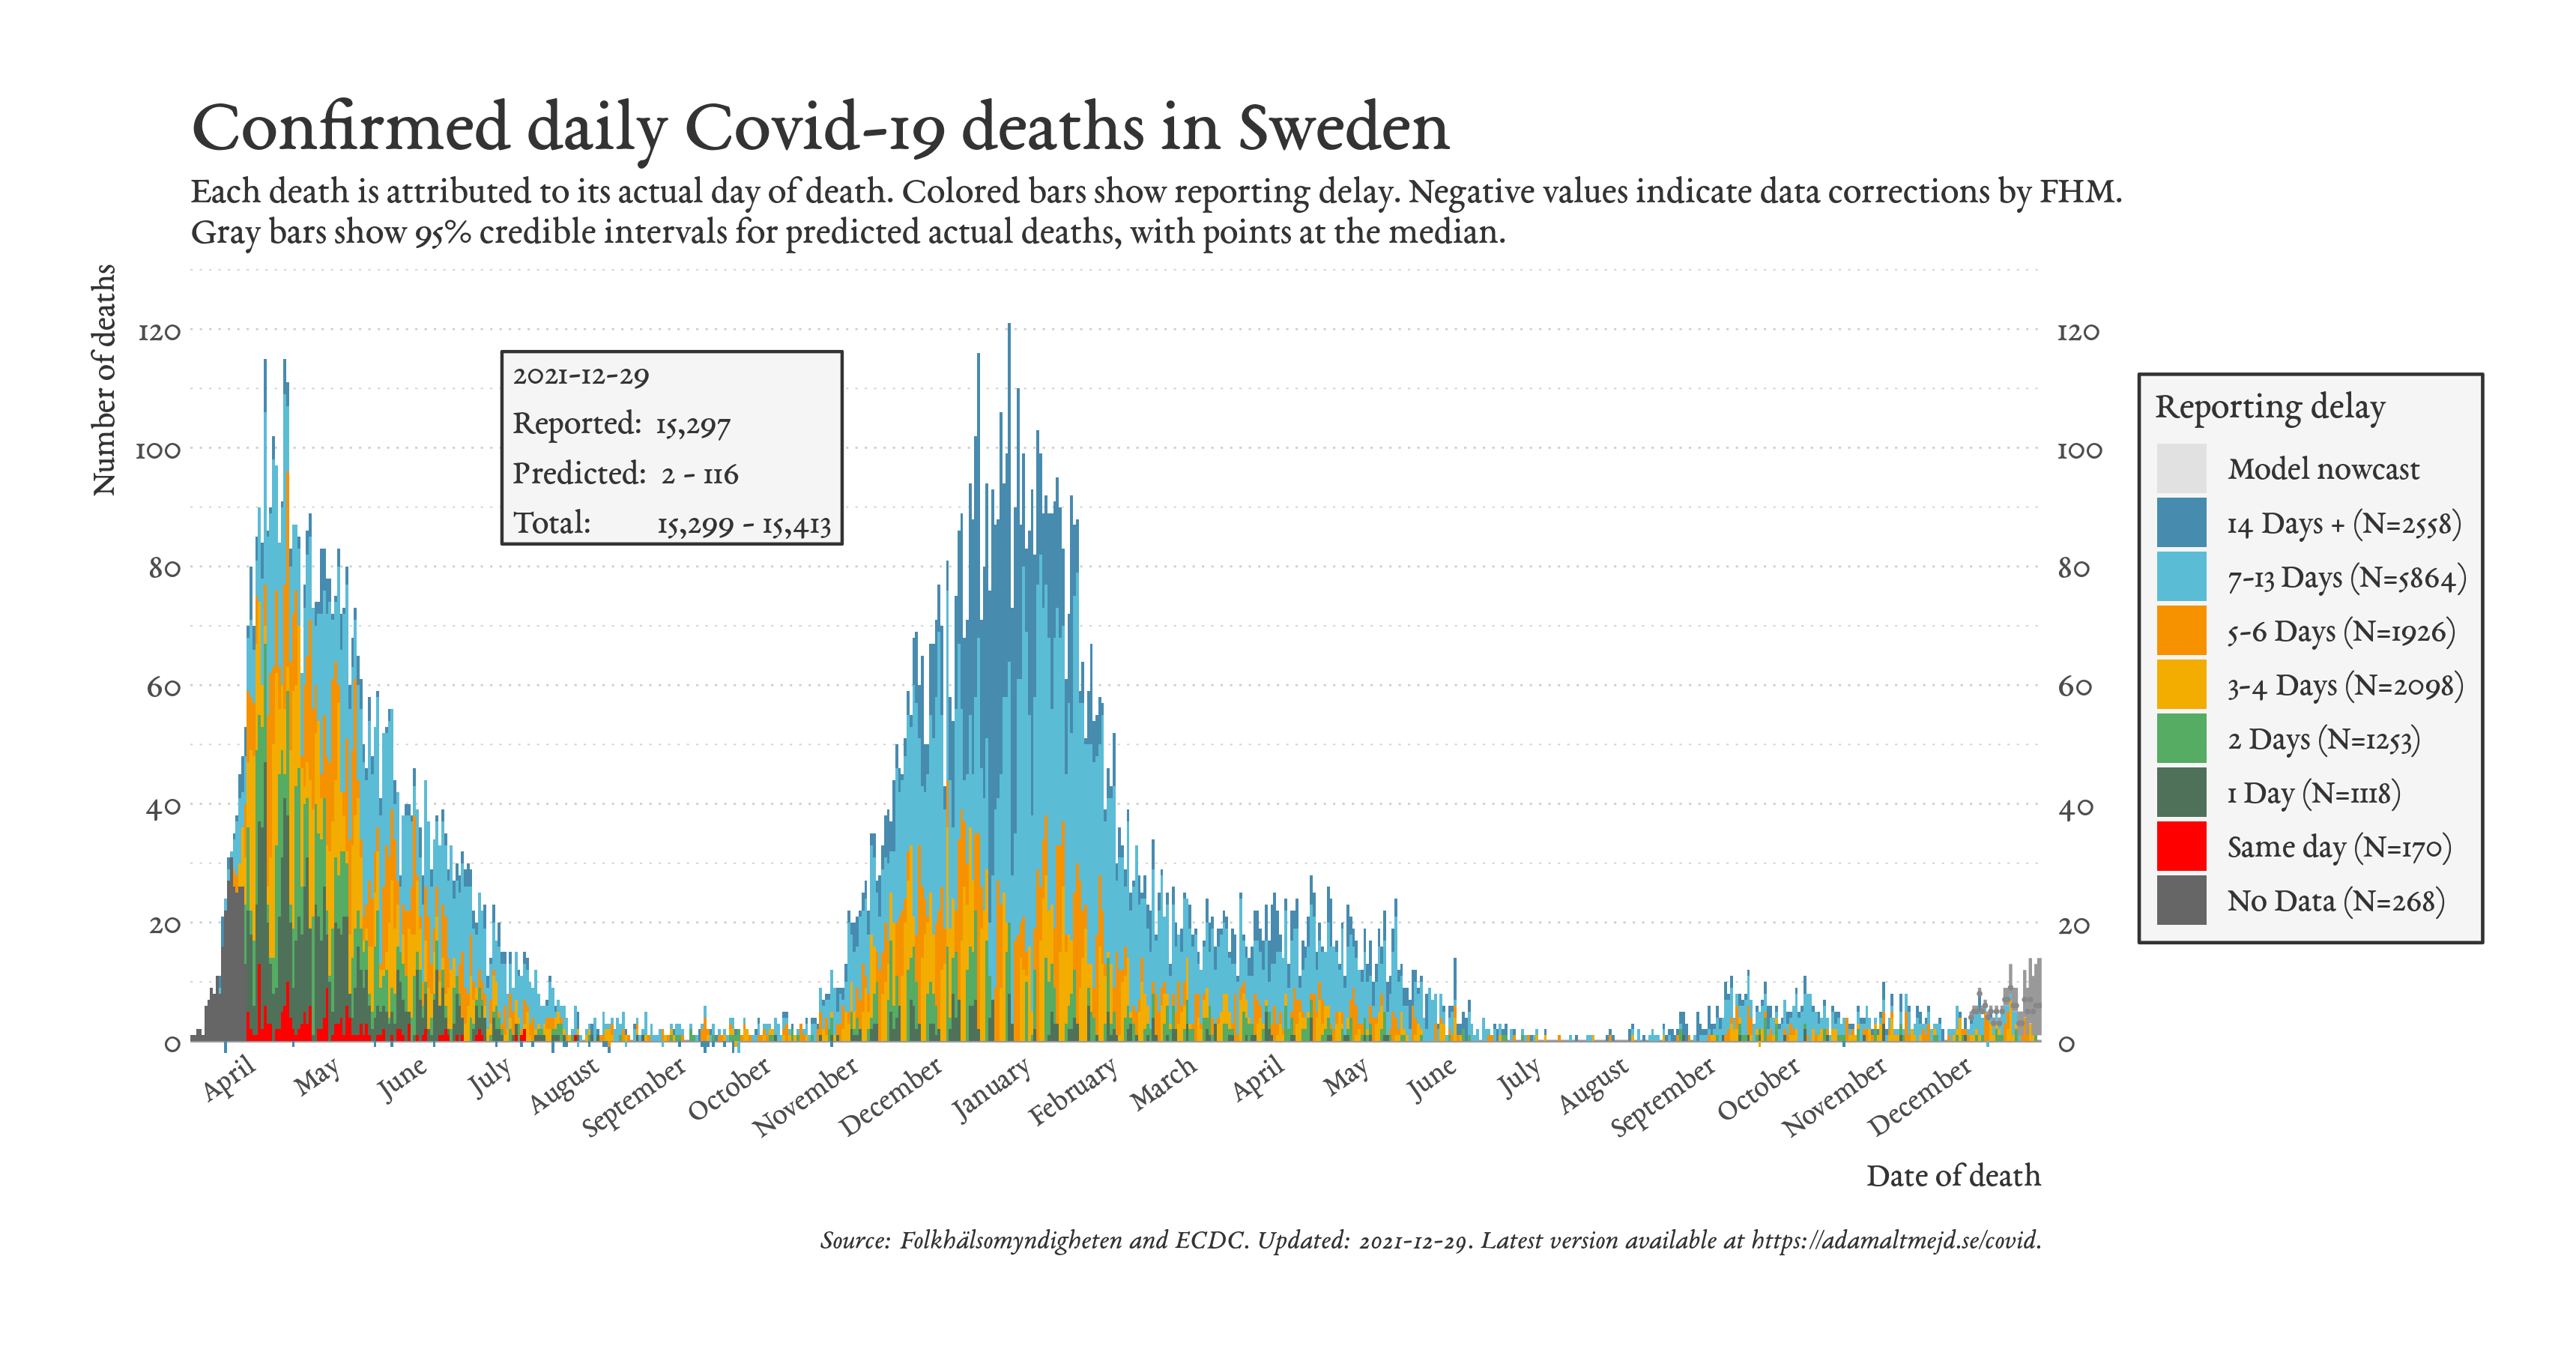 Confirmed daily Covid-19 deaths in Sweden
Each death is attributed to its actual day of death. Colored bars show reporting delay. Negative values indicate data corrections by FHM.
Gray bars show 95% credible intervals for predicted actual deaths, with points at the median.
Number of deaths
120
100
80
60
40
20
0
2021-12-29
Reported: 15,297
Predicted: 2 - 116
Total: 15,299 - 15,413
120
100
80
60
40
20
0
Reporting delay
Model nowcast
14 Days + (N=2558)
7-13 Days (N=5864)
5-6 Days (N=1926)
3-4 Days (N=2098)
2 Days (N=1253)
1 Day (N=1118)
Same day (N=170)
No Data (N=268)
April
May
June
July
August
September
October
November
December
January
February
March
April
May
June
July
August
September
October
November
December
Date of death
Source: Folkhälsomyndigheten and ECDC. Updated: 2021-12-29. Latest version available at https://adamaltmejd.se/covid.